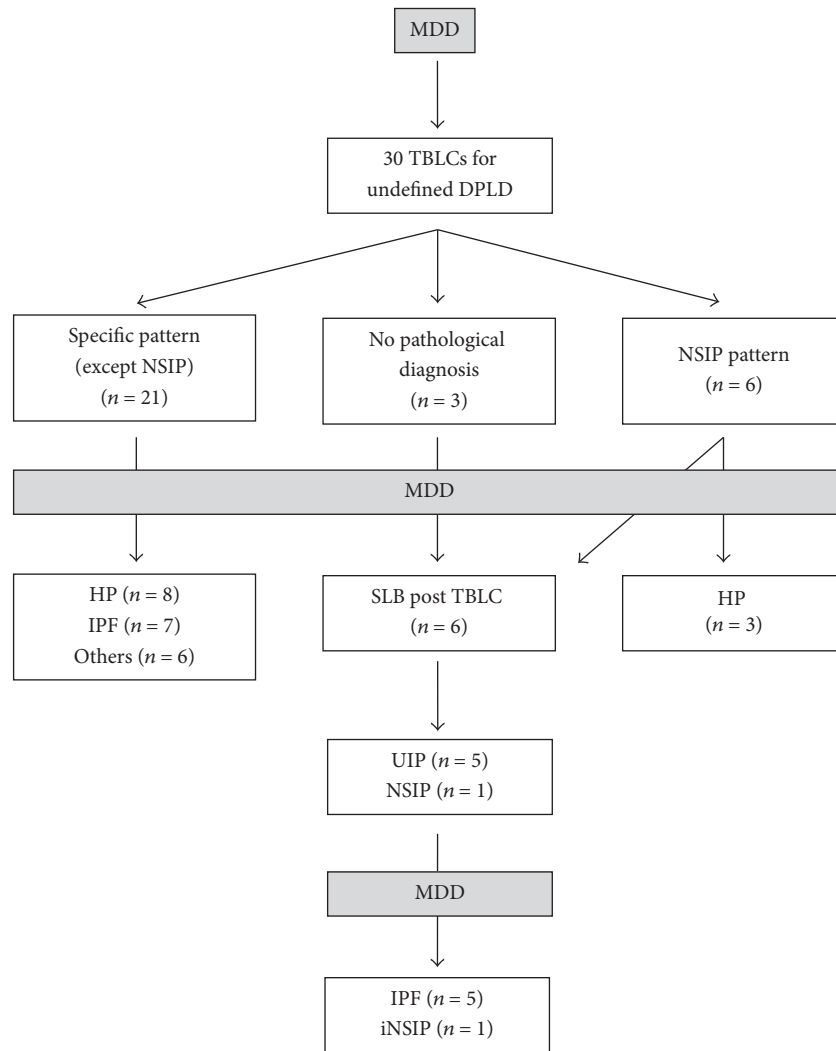 MDD
30 TBLCs for
undefined DPLD
Specific pattern
(except NSIP)
(n = 21)
No pathological
diagnosis
(n = 3)
NSIP pattern
(n = 6)
MDD
HP (n = 8)
IPF (n = 7)
Others (n = 6)
SLB post TBLC
(n = 6)
HP
(n = 3)
UIP (n = 5)
NSIP (n = 1)
MDD
IPF (n = 5)
iNSIP (n = 1)